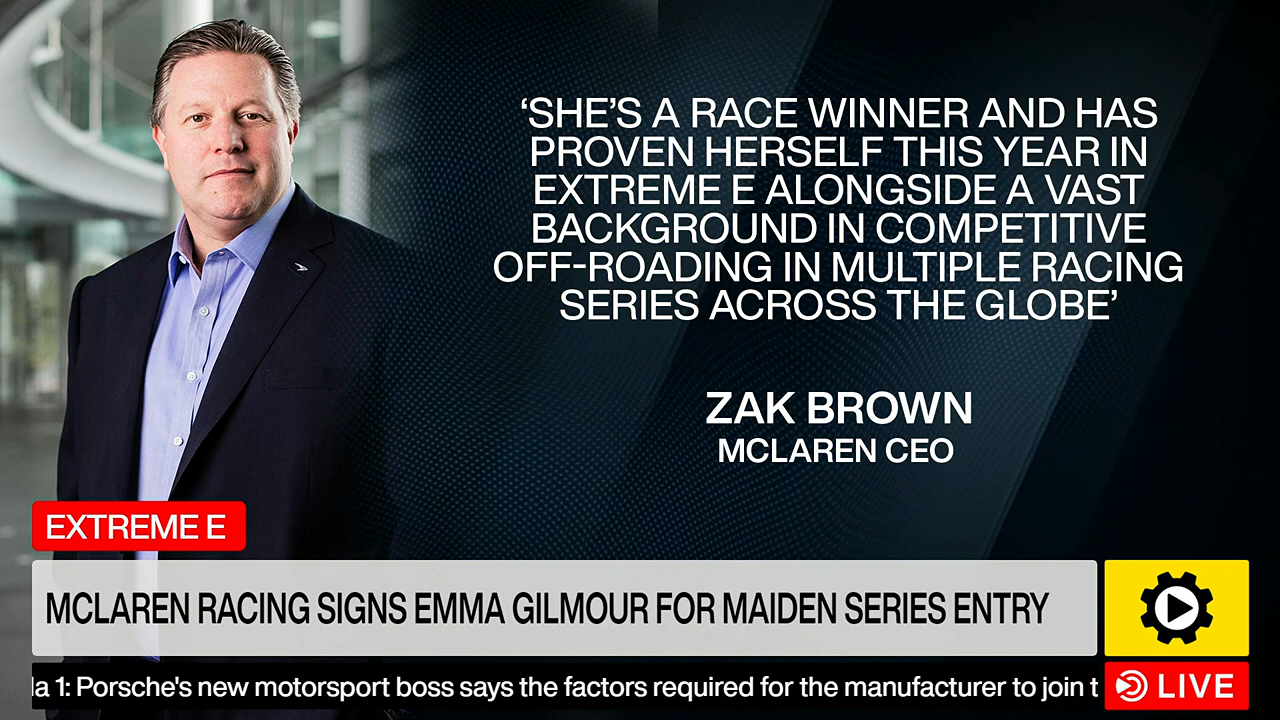 ‘SHE’S A RACE WINNER AND HAS
PROVEN HERSELF THIS YEAR IN
EXTREME E ALONGSIDE A VAST
BACKGROUND IN COMPETITIVE
OFF-ROADING IN MULTIPLE RACING
SERIES ACROSS THE GLOBE’
ZAK BROWN
MCLAREN CEO
EXTREME E
MCLAREN RACING SIGNS EMMA GILMOUR FOR MAIDEN SERIES ENTRY
la 1: Porsche's new motorsport boss says the factors required for the manufacturer to join t
LIVE